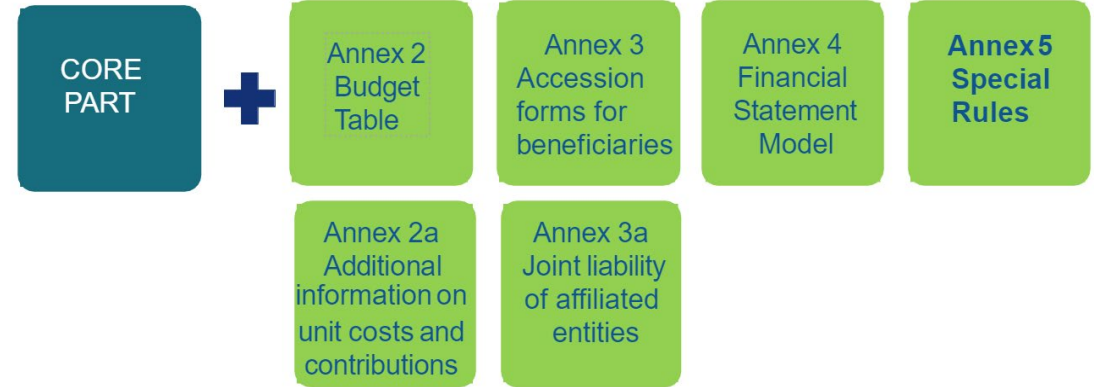 CORE
PART
Annex 2
Budget
Table
Annex 3
Accession
forms for
beneficiaries
Annex 4
Financial
Statement
Model
Annex 5
Special
Rules
Annex 2a
Additional
information on
unit costs and
contributions
Annex 3a
Joint liability
of affiliated
entities